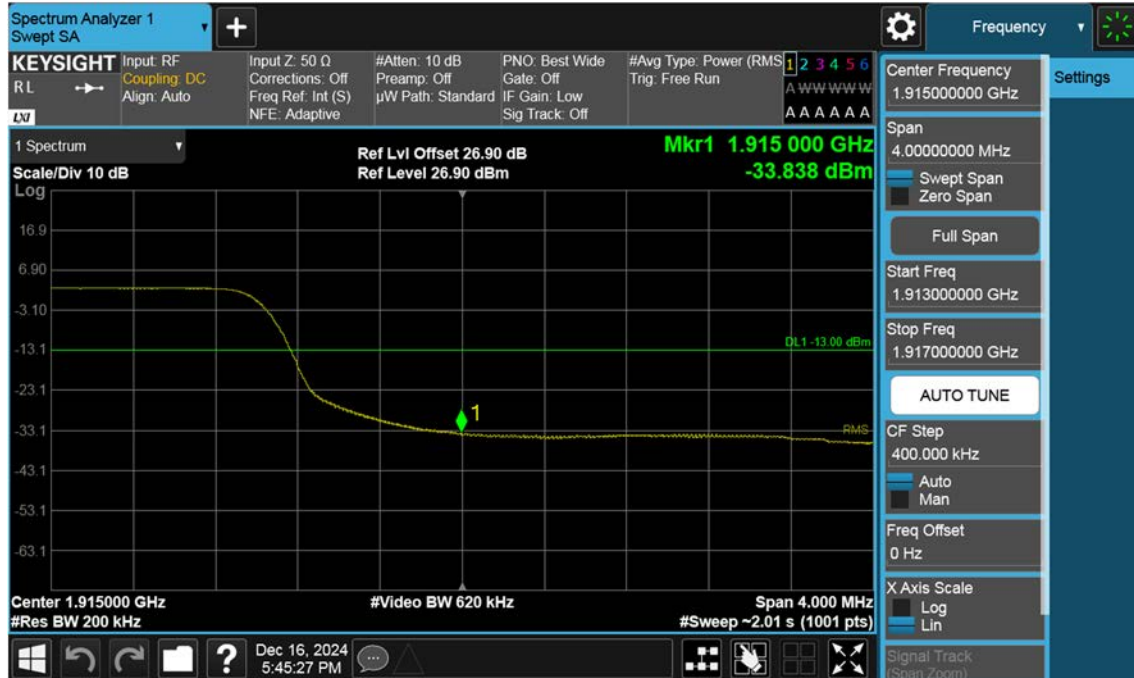 Spectrum Analyzer 1
Swept SA
Frequency
KEYSIGHT
R L
LXI
Input: RF
Coupling: DC
Align: Auto
Input Z: 50 Ω
Corrections: Off
Freq Ref: Int (S)
NFE: Adaptive
#Atten: 10 dB
Preamp: Off
µW Path: Standard
PNO: Best Wide
Gate: Off
IF Gain: Low
Sig Track: Off
#Avg Type: Power (RMS
Trig: Free Run
1 2 3 4 5 6
A W W W W W
A A A A A A
1 Spectrum
Scale/Div 10 dB
Log
Ref Lvl Offset 26.90 dB
Ref Level 26.90 dBm
Mkr1 1.915 000 GHz
-33.838 dBm
16.9
6.90
-3.10
-13.1
-23.1
-33.1
-43.1
-53.1
-63.1
DL1 -13.00 dBm
1
RMS
Center 1.915000 GHz
#Res BW 200 kHz
#Video BW 620 kHz
Span 4.000 MHz
#Sweep ~2.01 s (1001 pts)
?
Dec 16, 2024
5:45:27 PM
Center Frequency
1.915000000 GHz
Settings
Span
4.00000000 MHz
Swept Span
Zero Span
Full Span
Start Freq
1.913000000 GHz
Stop Freq
1.917000000 GHz
AUTO TUNE
CF Step
400.000 kHz
Auto
Man
Freq Offset
0 Hz
X Axis Scale
Log
Lin
Signal Track
(Span Zoom)